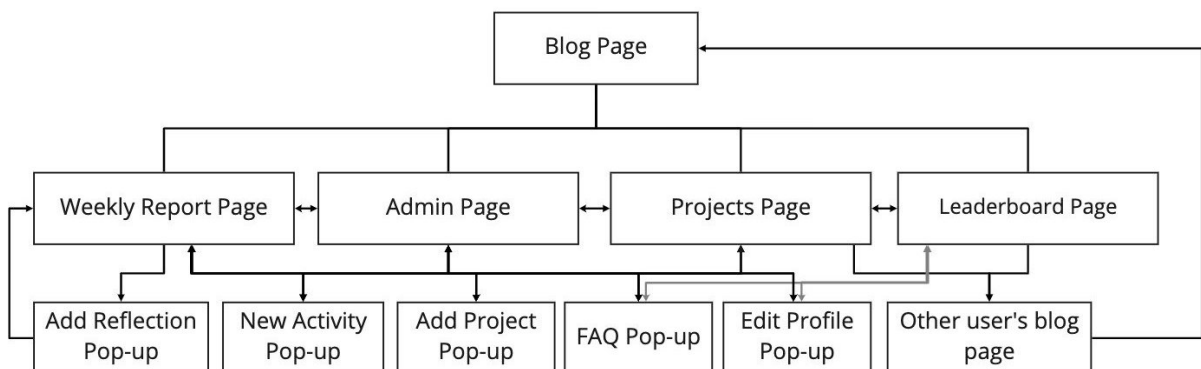 Blog Page
Weekly Report Page
Admin Page
Projects Page
Leaderboard Page
Add Reflection
Pop-up
New Activity
Pop-up
Add Project
Pop-up
FAQ Pop-up
Edit Profile
Pop-up
Other user's blog
page